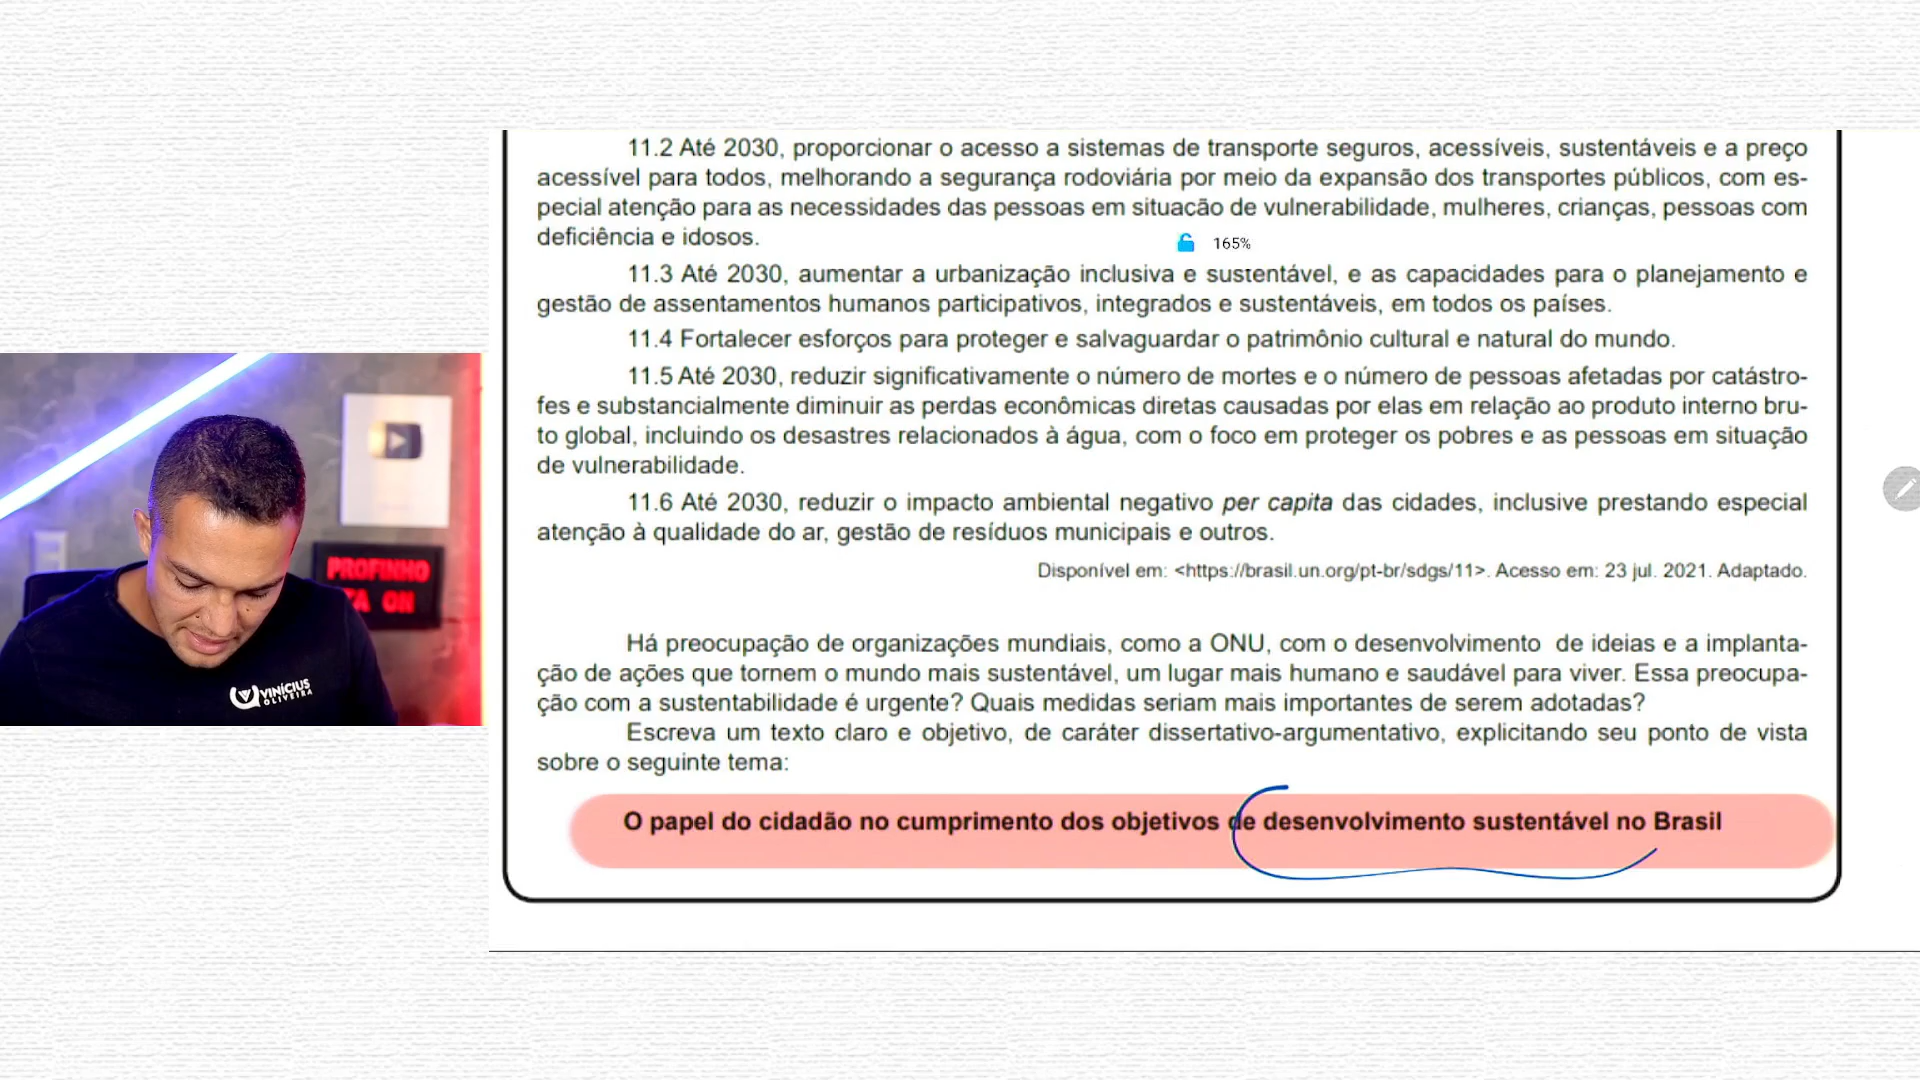 11.2 Até 2030, proporcionar o acesso a sistemas de transporte seguros, acessíveis, sustentáveis e a preço
acessível para todos, melhorando a segurança rodoviária por meio da expansão dos transportes públicos, com es-
pecial atenção para as necessidades das pessoas em situacão de vulnerabilidade, mulheres, crianças, pessoas com
deficiência e idosos.
165%
11.3 Até 2030, aumentar a urbanização inclusiva e sustentável, e as capacidades para o planejamento e
gestão de assentamentos humanos participativos, integrados e sustentáveis, em todos os países.
11.4 Fortalecer esforços para proteger e salvaguardar o patrimônio cultural e natural do mundo.
11.5 Até 2030, reduzir significativamente o número de mortes e o número de pessoas afetadas por catástro-
fes e substancialmente diminuir as perdas econômicas diretas causadas por elas em relação ao produto interno bru-
to global, incluindo os desastres relacionados à água, com o foco em proteger os pobres e as pessoas em situação
de vulnerabilidade.
11.6 Até 2030, reduzir o impacto ambiental negativo per capita das cidades, inclusive prestando especial
atenção à qualidade do ar, gestão de resíduos municipais e outros.
Disponível em: <https://brasil.un.org/pt-br/sdgs/11>. Acesso em: 23 jul. 2021. Adaptado.
Há preocupação de organizações mundiais, como a ONU, com o desenvolvimento de ideias e a implanta-
ção de ações que tornem o mundo mais sustentável, um lugar mais humano e saudável para viver. Essa preocupa-
ção com a sustentabilidade é urgente? Quais medidas seriam mais importantes de serem adotadas?
Escreva um texto claro e objetivo, de caráter dissertativo-argumentativo, explicitando seu ponto de vista
sobre o seguinte tema:
O papel do cidadão no cumprimento dos objetivos de desenvolvimento sustentável no Brasil
PROFINHO
TA ON
VINÍCIUS
OLIVEIRA